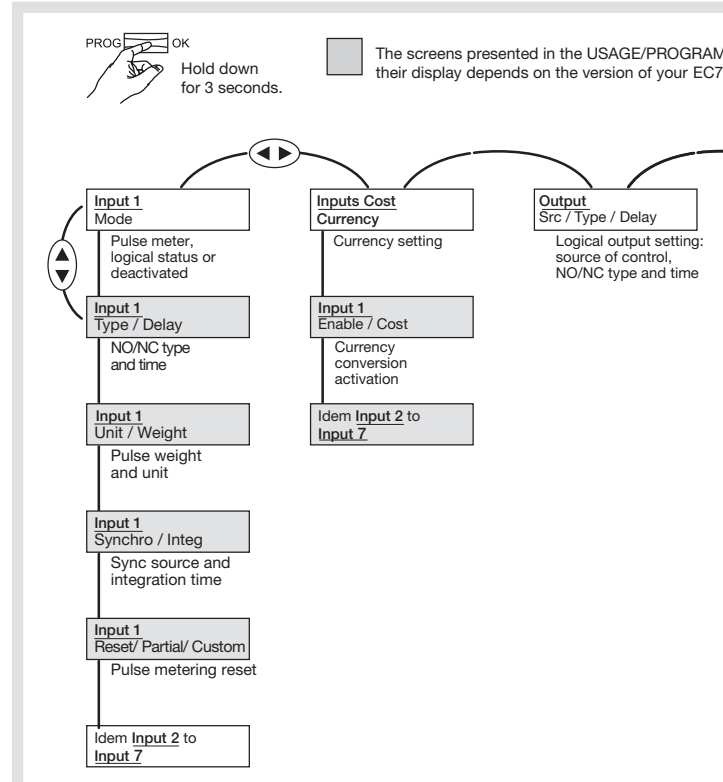 PROG OK
Hold down
for 3 seconds.
The screens presented in the USAGE/PROGRAM
their display depends on the version of your EC7
Input 1
Mode
Pulse meter,
logical status or
deactivated
Input 1
Type / Delay
NO/NC type
and time
Input 1
Unit / Weight
Pulse weight
and unit
Input 1
Synchro / Integ
Sync source and
integration time
Input 1
Reset/ Partial/ Custom
Pulse metering reset
Idem Input 2 to
Input 7
Inputs Cost
Currency
Currency setting
Input 1
Enable / Cost
Currency
conversion
activation
Idem Input 2 to
Input 7
Output
Src / Type / Delay
Logical output setting:
source of control,
NO/NC type and time